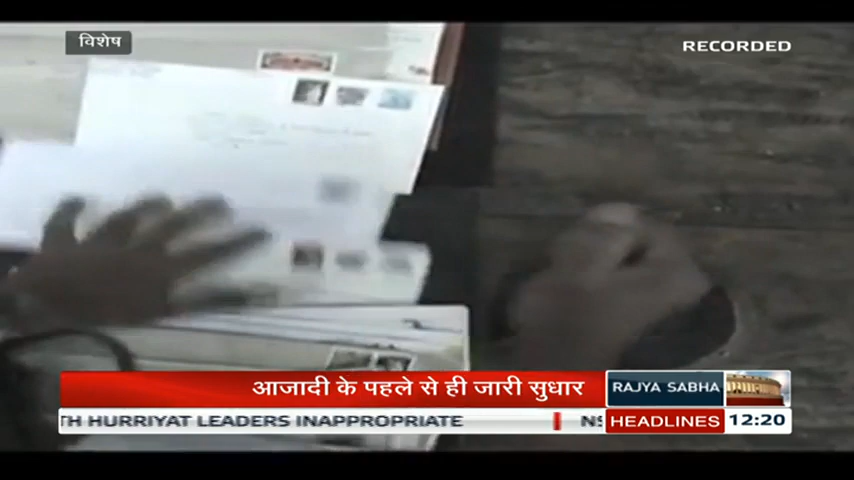 विशेष
RECORDED
आजादी के पहले से ही जारी सुधार
RAJYA SABHA
TH HURRIYAT LEADERS INAPPROPRIATE
HEADLINES
12:20